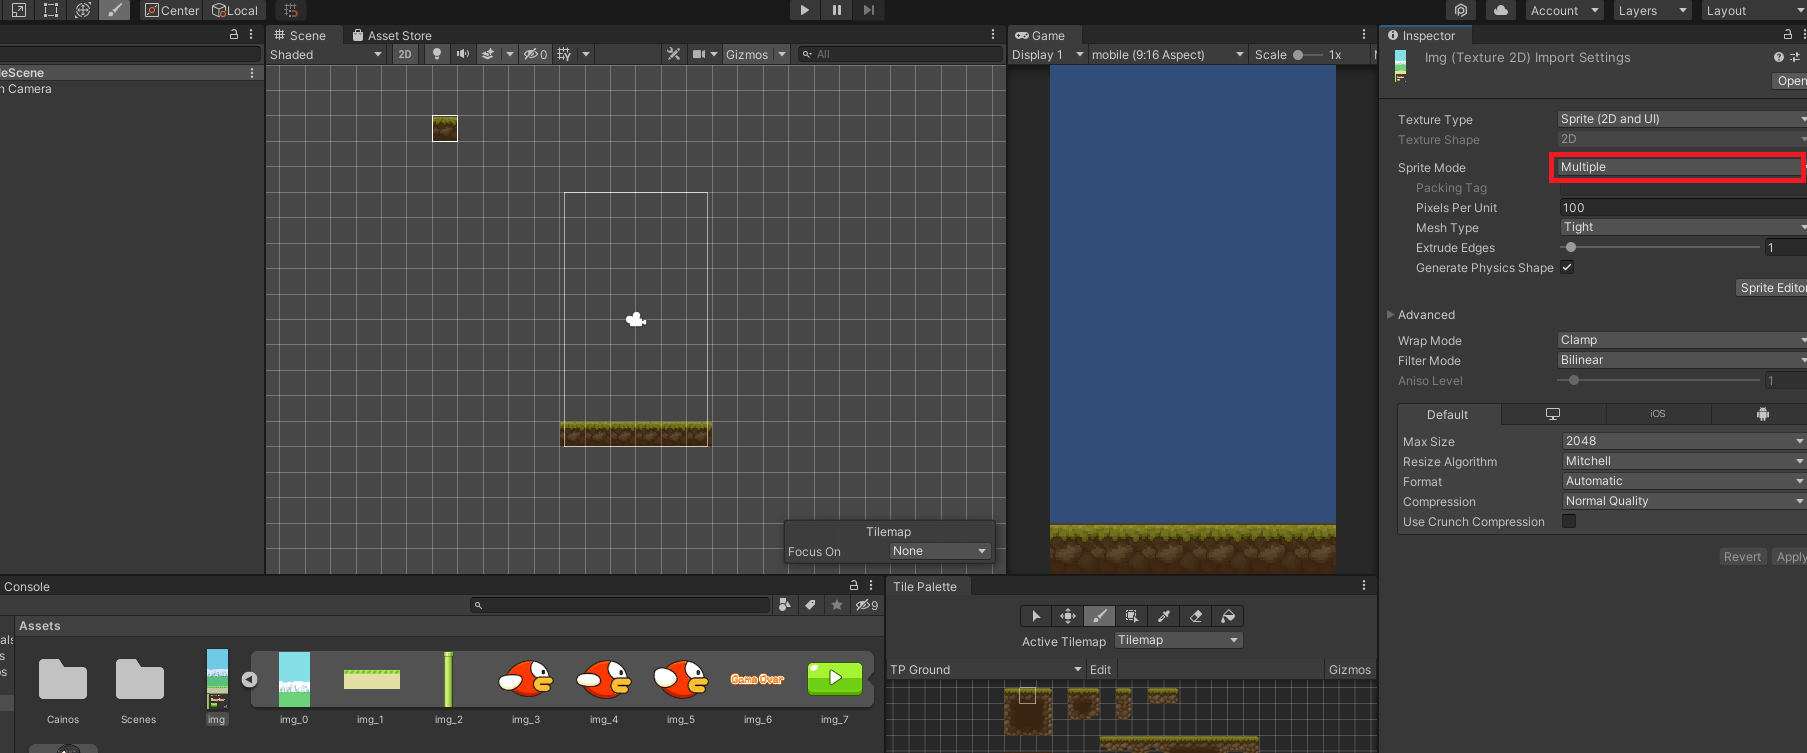 Center
Local
Account
Layers
Layout
leScene
n Camera
Scene
Asset Store
Shaded
2D
0
Gizmos
All
Game
Display 1
mobile (9:16 Aspect)
Scale
1x
Inspector
Img (Texture 2D) Import Settings
Open
Texture Type
Sprite (2D and UI)
Texture Shape
2D
Sprite Mode
Multiple
Packing Tag
Pixels Per Unit
100
Mesh Type
Tight
Extrude Edges
1
Generate Physics Shape
Sprite Editor
Advanced
Wrap Mode
Clamp
Filter Mode
Bilinear
Aniso Level
1
Default
iOS
Max Size
2048
Resize Algorithm
Mitchell
Format
Automatic
Compression
Normal Quality
Use Crunch Compression
Revert
Apply
Tilemap
Focus On
None
Console
9
Assets
als
s
os
Cainos
Scenes
img
img_0
img_1
img_2
img_3
img_4
img_5
Game Over
img_6
img_7
Tile Palette
Active Tilemap
Tilemap
TP Ground
Edit
Gizmos